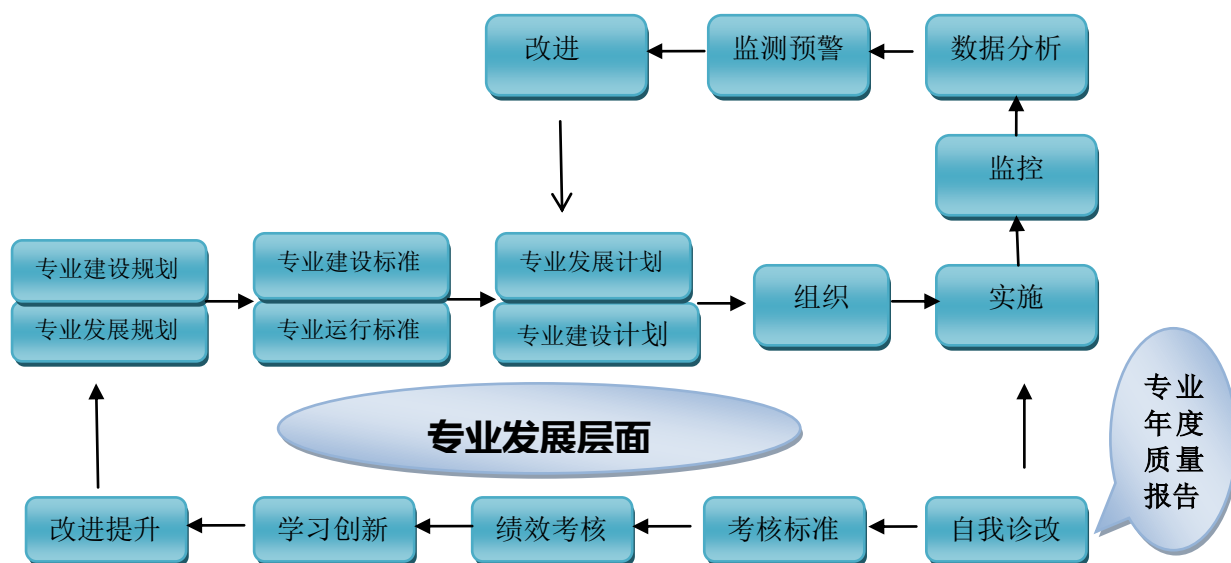 改进
监测预警
数据分析
监控
专业建设规划
专业发展规划
专业建设标准
专业运行标准
专业发展计划
专业建设计划
组织
实施
专业发展层面
专业
年度
质量
报告
改进提升
学习创新
绩效考核
考核标准
自我诊改